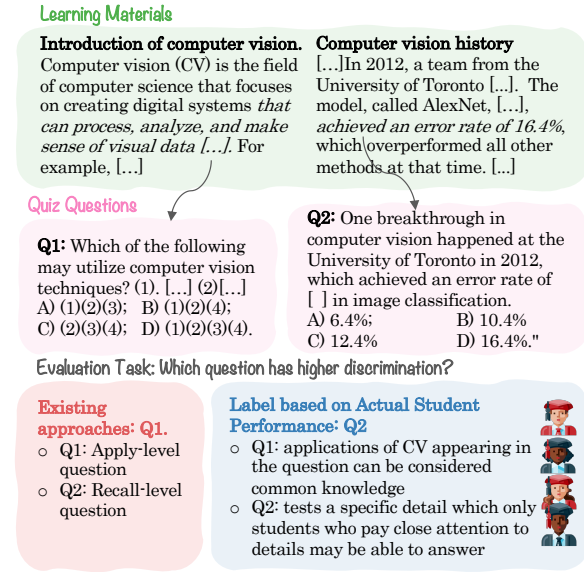 Learning Materials
Introduction of computer vision.
Computer vision (CV) is the field
of computer science that focuses
on creating digital systems that
can process, analyze, and make
sense of visual data […]. For
example, […]
Computer vision history
[…]In 2012, a team from the
University of Toronto [...]. The
model, called AlexNet, […],
achieved an error rate of 16.4%,
which overperformed all other
methods at that time. [...]
Quiz Questions
Q1: Which of the following
may utilize computer vision
techniques? (1). […] (2)[…]
A) (1)(2)(3); B) (1)(2)(4);
C) (2)(3)(4); D) (1)(2)(3)(4).
Q2: One breakthrough in
computer vision happened at the
University of Toronto in 2012,
which achieved an error rate of
[ ] in image classification.
A) 6.4%; B) 10.4%
C) 12.4% D) 16.4%."
Evaluation Task: Which question has higher discrimination?
Existing
approaches: Q1.
o Q1: Apply-level
question
o Q2: Recall-level
question
Label based on Actual Student
Performance: Q2
o Q1: applications of CV appearing in
the question can be considered
common knowledge
o Q2: tests a specific detail which only
students who pay close attention to
details may be able to answer